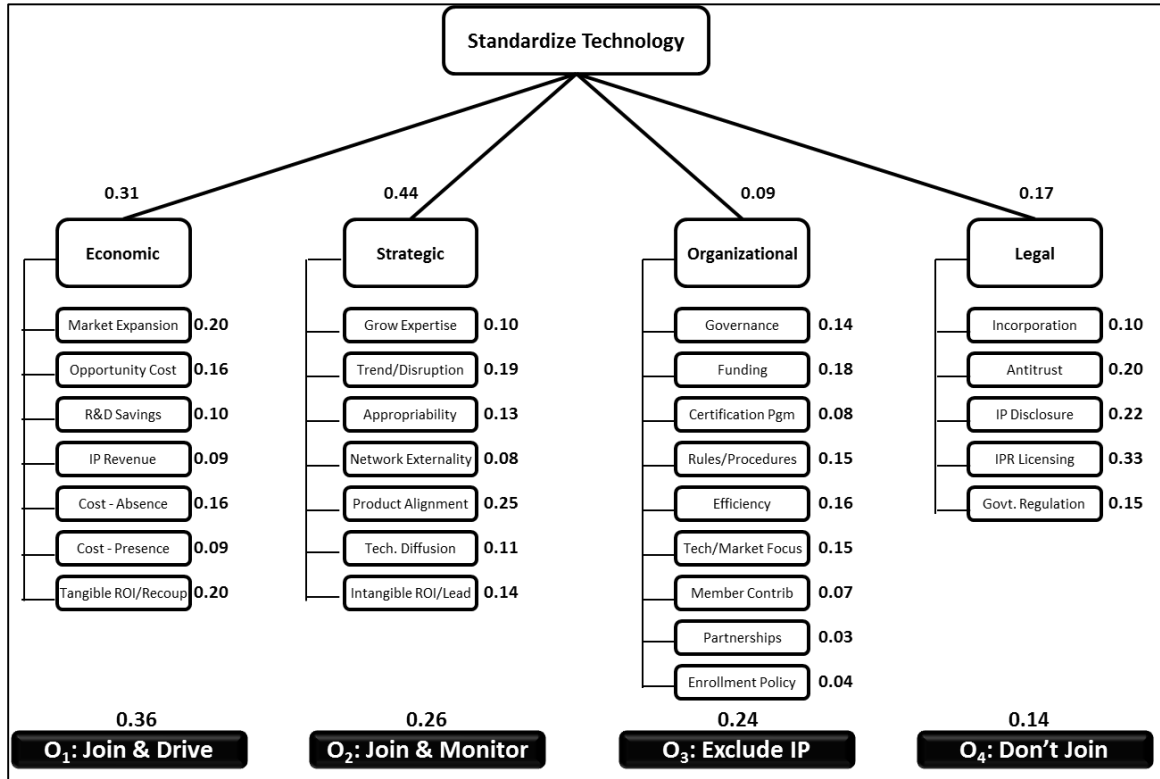 Standardize Technology
0.31
0.44
0.09
0.17
Economic
Strategic
Organizational
Legal
Market Expansion 0.20
Opportunity Cost 0.16
R&D Savings 0.10
IP Revenue 0.09
Cost - Absence 0.16
Cost - Presence 0.09
Tangible ROI/Recoup 0.20
Grow Expertise 0.10
Trend/Disruption 0.19
Appropriability 0.13
Network Externality 0.08
Product Alignment 0.25
Tech. Diffusion 0.11
Intangible ROI/Lead 0.14
Governance 0.14
Funding 0.18
Certification Pgm 0.08
Rules/Procedures 0.15
Efficiency 0.16
Tech/Market Focus 0.15
Member Contrib 0.07
Partnerships 0.03
Enrollment Policy 0.04
Incorporation 0.10
Antitrust 0.20
IP Disclosure 0.22
IPR Licensing 0.33
Govt. Regulation 0.15
0.36
O₁: Join & Drive
0.26
O₂: Join & Monitor
0.24
O₃: Exclude IP
0.14
O₄: Don’t Join